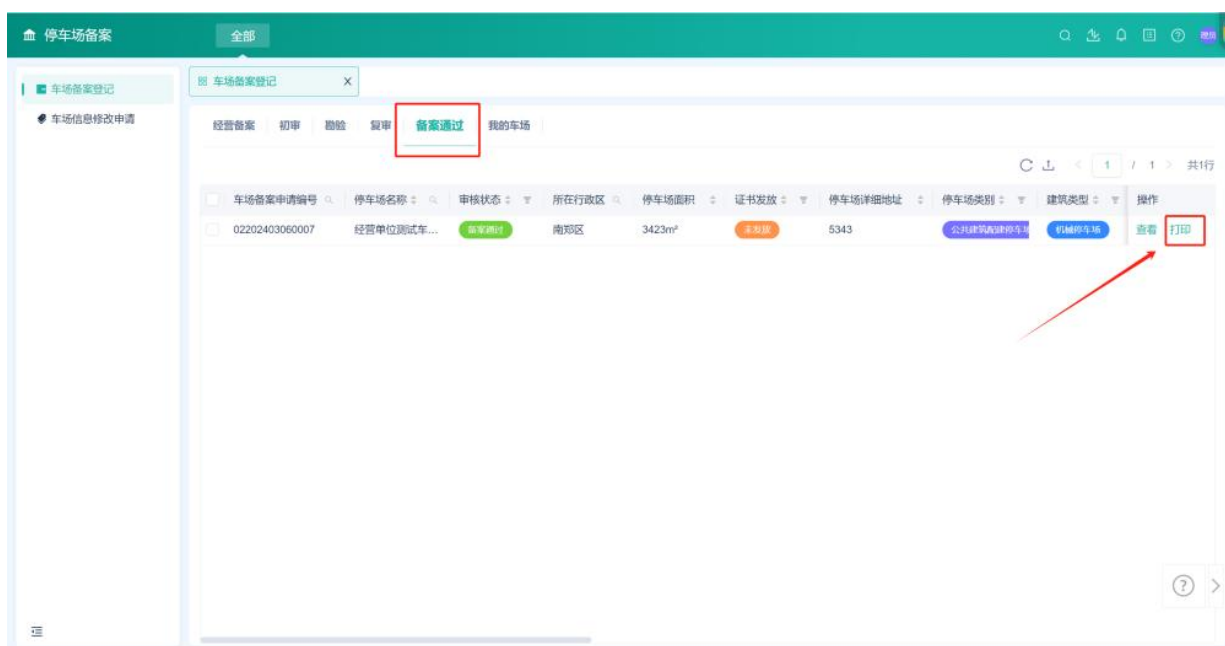 停车场备案
全部
车场备案登记
车场信息修改申请
车场备案登记 X
经营备案 初审 勘验 复审 备案通过 我的车场
1 / 1 共1行
车场备案申请编号 停车场名称 审核状态 所在行政区 停车场面积 证书发放 停车场详细地址 停车场类别 建筑类型 操作
02202403060007 经营单位测试车... 备案通过 南郑区 3423m² 未发放 5343 公共建筑配建停车场 机械停车场 查看 打印